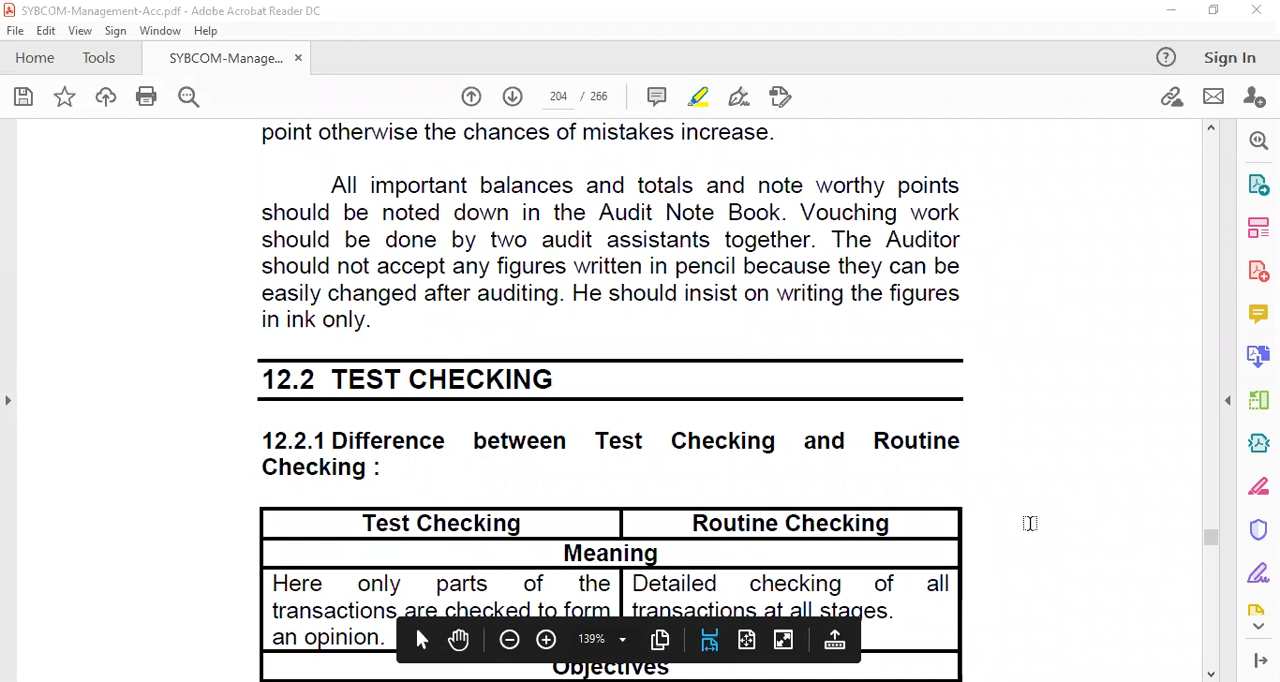 SYBCOM-Management-Acc.pdf - Adobe Acrobat Reader DC
File Edit View Sign Window Help
Home Tools SYBCOM-Manage... × Sign In
204 / 266
point otherwise the chances of mistakes increase.
All important balances and totals and note worthy points
should be noted down in the Audit Note Book. Vouching work
should be done by two audit assistants together. The Auditor
should not accept any figures written in pencil because they can be
easily changed after auditing. He should insist on writing the figures
in ink only.
12.2 TEST CHECKING
12.2.1 Difference between Test Checking and Routine
Checking :
Test Checking Routine Checking
Meaning
Here only parts of the
transactions are checked to form
an opinion.
Detailed checking of all
transactions at all stages.
139%
Objectives